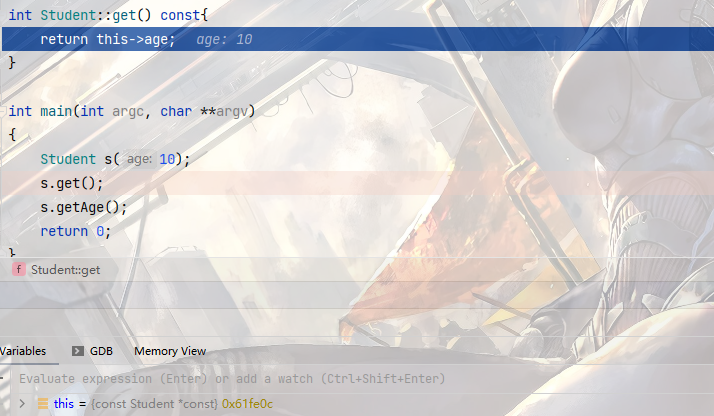 int Student::get() const{
return this->age; age: 10
}
int main(int argc, char **argv)
{
Student s( age: 10);
s.get();
s.getAge();
return 0;
}
f Student::get
Variables GDB Memory View
Evaluate expression (Enter) or add a watch (Ctrl+Shift+Enter)
this = {const Student *const} 0x61fe0c